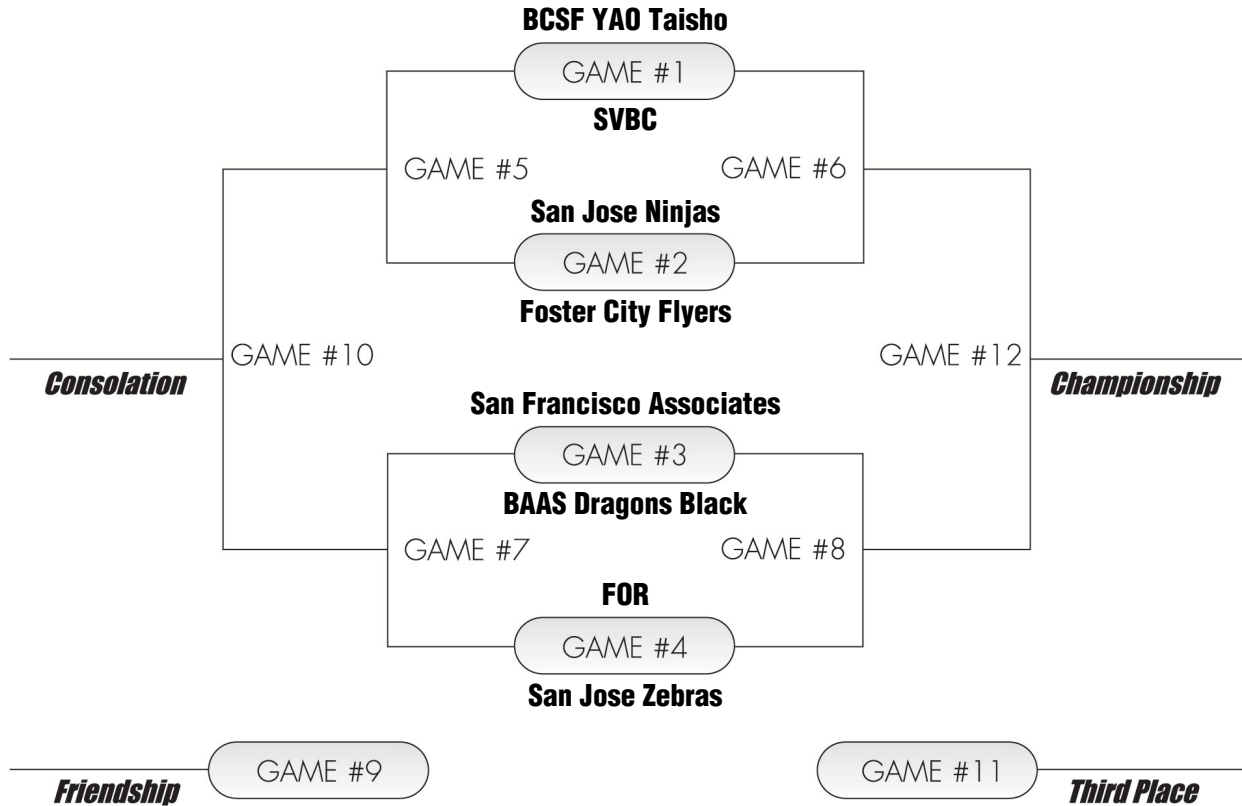 BCSF YAO Taisho
GAME #1
SVBC
GAME #5
GAME #6
San Jose Ninjas
GAME #2
Foster City Flyers
GAME #10
GAME #12
Consolation
Championship
San Francisco Associates
GAME #3
BAAS Dragons Black
GAME #7
GAME #8
FOR
GAME #4
San Jose Zebras
GAME #9
GAME #11
Friendship
Third Place